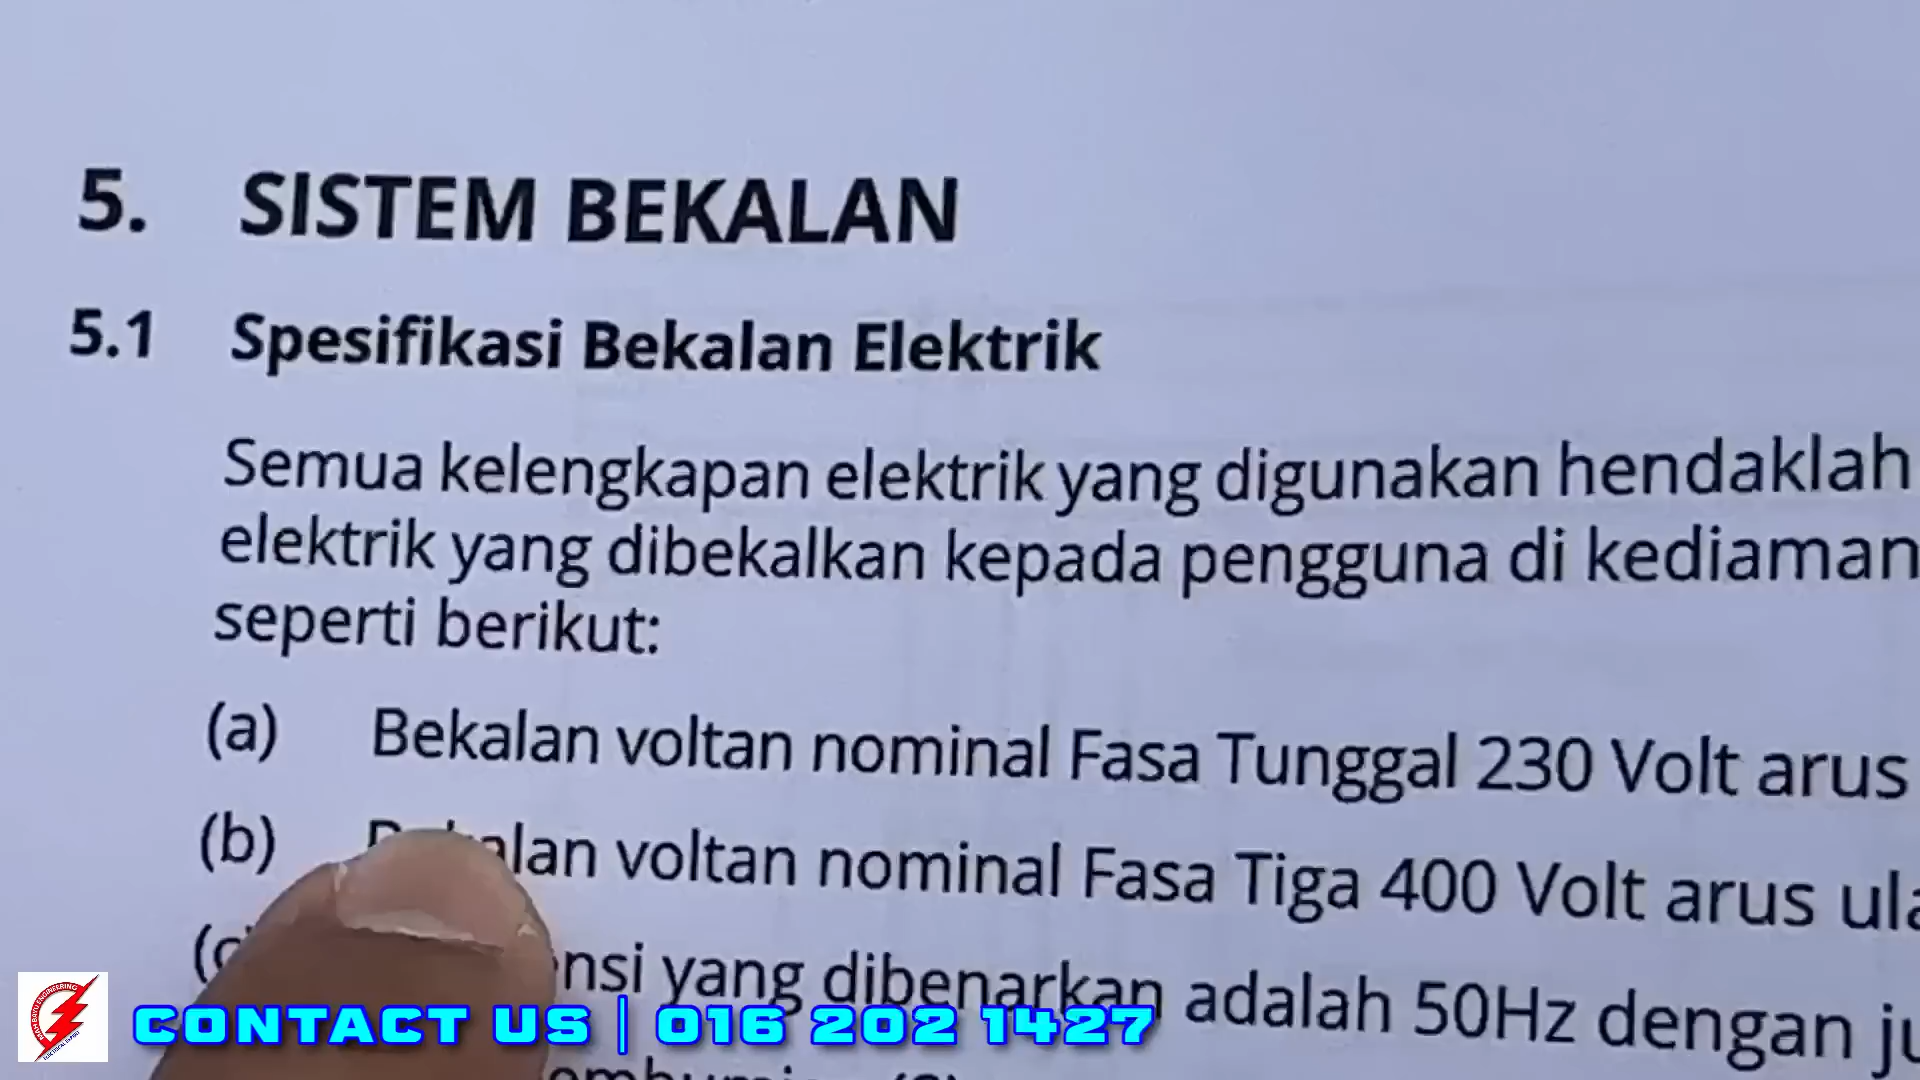 5. SISTEM BEKALAN
5.1 Spesifikasi Bekalan Elektrik
Semua kelengkapan elektrik yang digunakan hendaklah
elektrik yang dibekalkan kepada pengguna di kediaman
seperti berikut:
(a) Bekalan voltan nominal Fasa Tunggal 230 Volt arus
(b) voltan nominal Fasa Tiga 400 Volt arus
yang dibenarkan adalah 50Hz dengan
CONTACT US | 016 202 1427